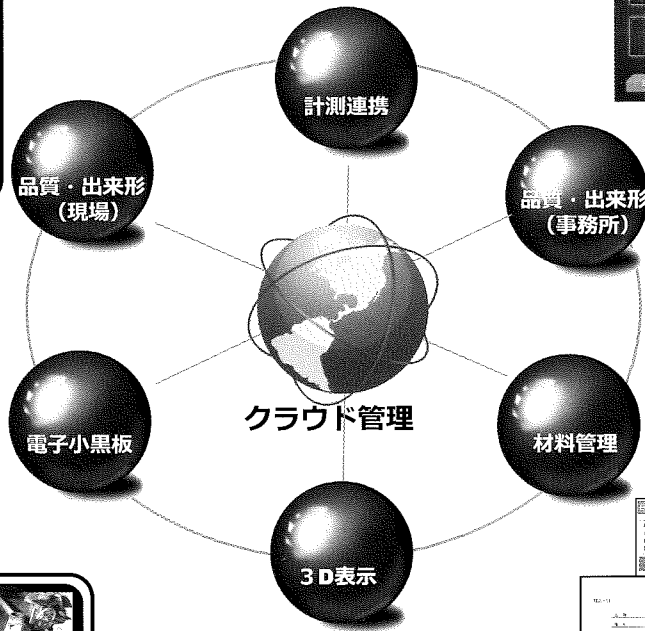 計測連携
品質・出来形
(現場)
品質・出来形
(事務所)
クラウド管理
電子小黒板
材料管理
3D表示